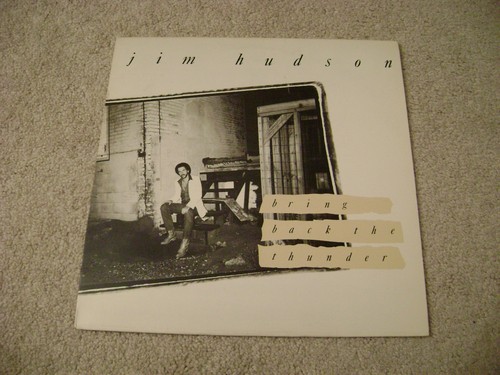 jim hudson
bring
back the
thunder